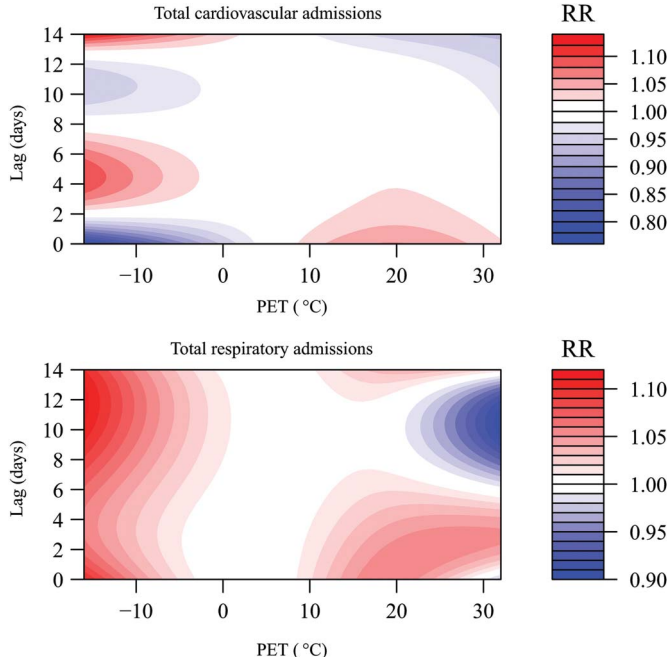 Total cardiovascular admissions
RR
14
12
10
8
6
4
2
0
Lag (days)
−10 0 10 20 30
PET ( °C)
1.10
1.05
1.00
0.95
0.90
0.85
0.80
Total respiratory admissions
RR
14
12
10
8
6
4
2
0
Lag (days)
−10 0 10 20 30
PET ( °C)
1.10
1.05
1.00
0.95
0.90